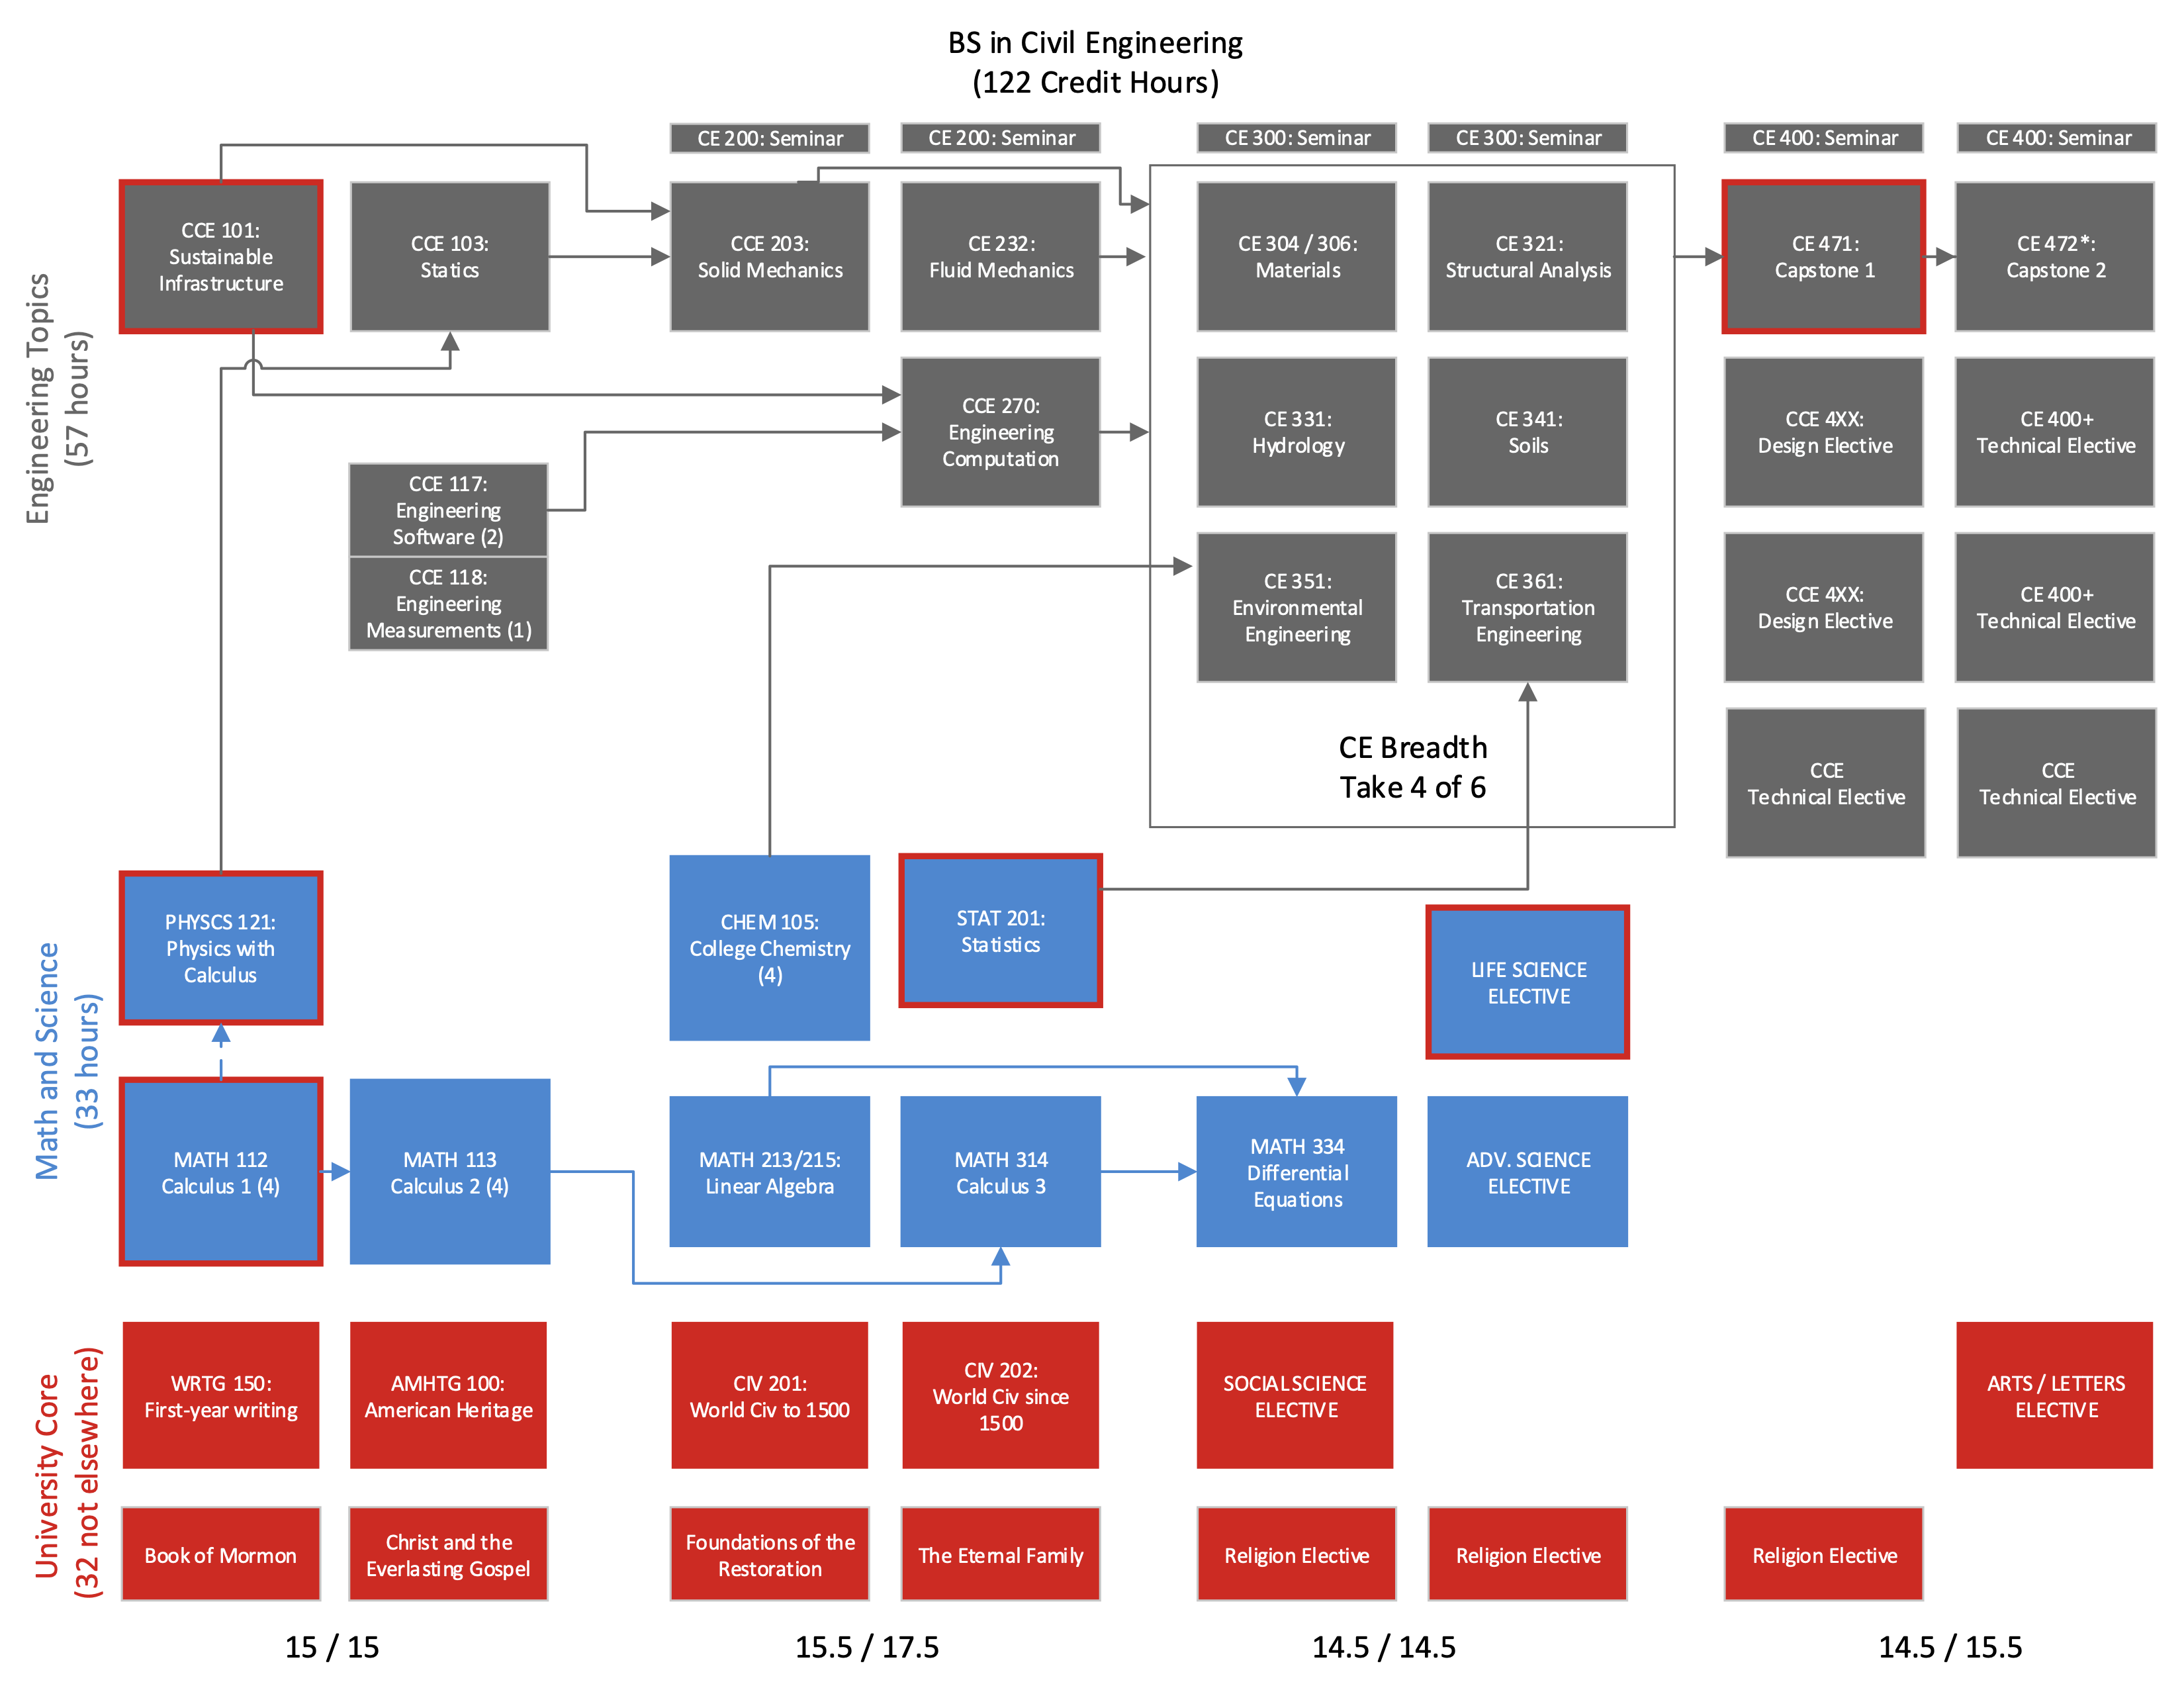 BS in Civil Engineering
(122 Credit Hours)
CE 200: Seminar
CE 200: Seminar
CE 300: Seminar
CE 300: Seminar
CE 400: Seminar
CE 400: Seminar
Engineering Topics
(57 hours)
CCE 101:
Sustainable
Infrastructure
CCE 103:
Statics
CCE 203:
Solid Mechanics
CE 232:
Fluid Mechanics
CE 304 / 306:
Materials
CE 321:
Structural Analysis
CE 471:
Capstone 1
CE 472*:
Capstone 2
CCE 270:
Engineering
Computation
CE 331:
Hydrology
CE 341:
Soils
CCE 4XX:
Design Elective
CE 400+
Technical Elective
CCE 117:
Engineering
Software (2)
CCE 118:
Engineering
Measurements (1)
CE 351:
Environmental
Engineering
CE 361:
Transportation
Engineering
CCE 4XX:
Design Elective
CE 400+
Technical Elective
CE Breadth
Take 4 of 6
CCE
Technical Elective
CCE
Technical Elective
Math and Science
(33 hours)
PHYSCS 121:
Physics with
Calculus
CHEM 105:
College Chemistry
(4)
STAT 201:
Statistics
LIFE SCIENCE
ELECTIVE
MATH 112
Calculus 1 (4)
MATH 113
Calculus 2 (4)
MATH 213/215:
Linear Algebra
MATH 314
Calculus 3
MATH 334
Differential
Equations
ADV. SCIENCE
ELECTIVE
University Core
(32 not elsewhere)
WRTG 150:
First-year writing
AMHTG 100:
American Heritage
CIV 201:
World Civ to 1500
CIV 202:
World Civ since
1500
SOCIAL SCIENCE
ELECTIVE
ARTS / LETTERS
ELECTIVE
Book of Mormon
Christ and the
Everlasting Gospel
Foundations of the
Restoration
The Eternal Family
Religion Elective
Religion Elective
Religion Elective
15 / 15
15.5 / 17.5
14.5 / 14.5
14.5 / 15.5